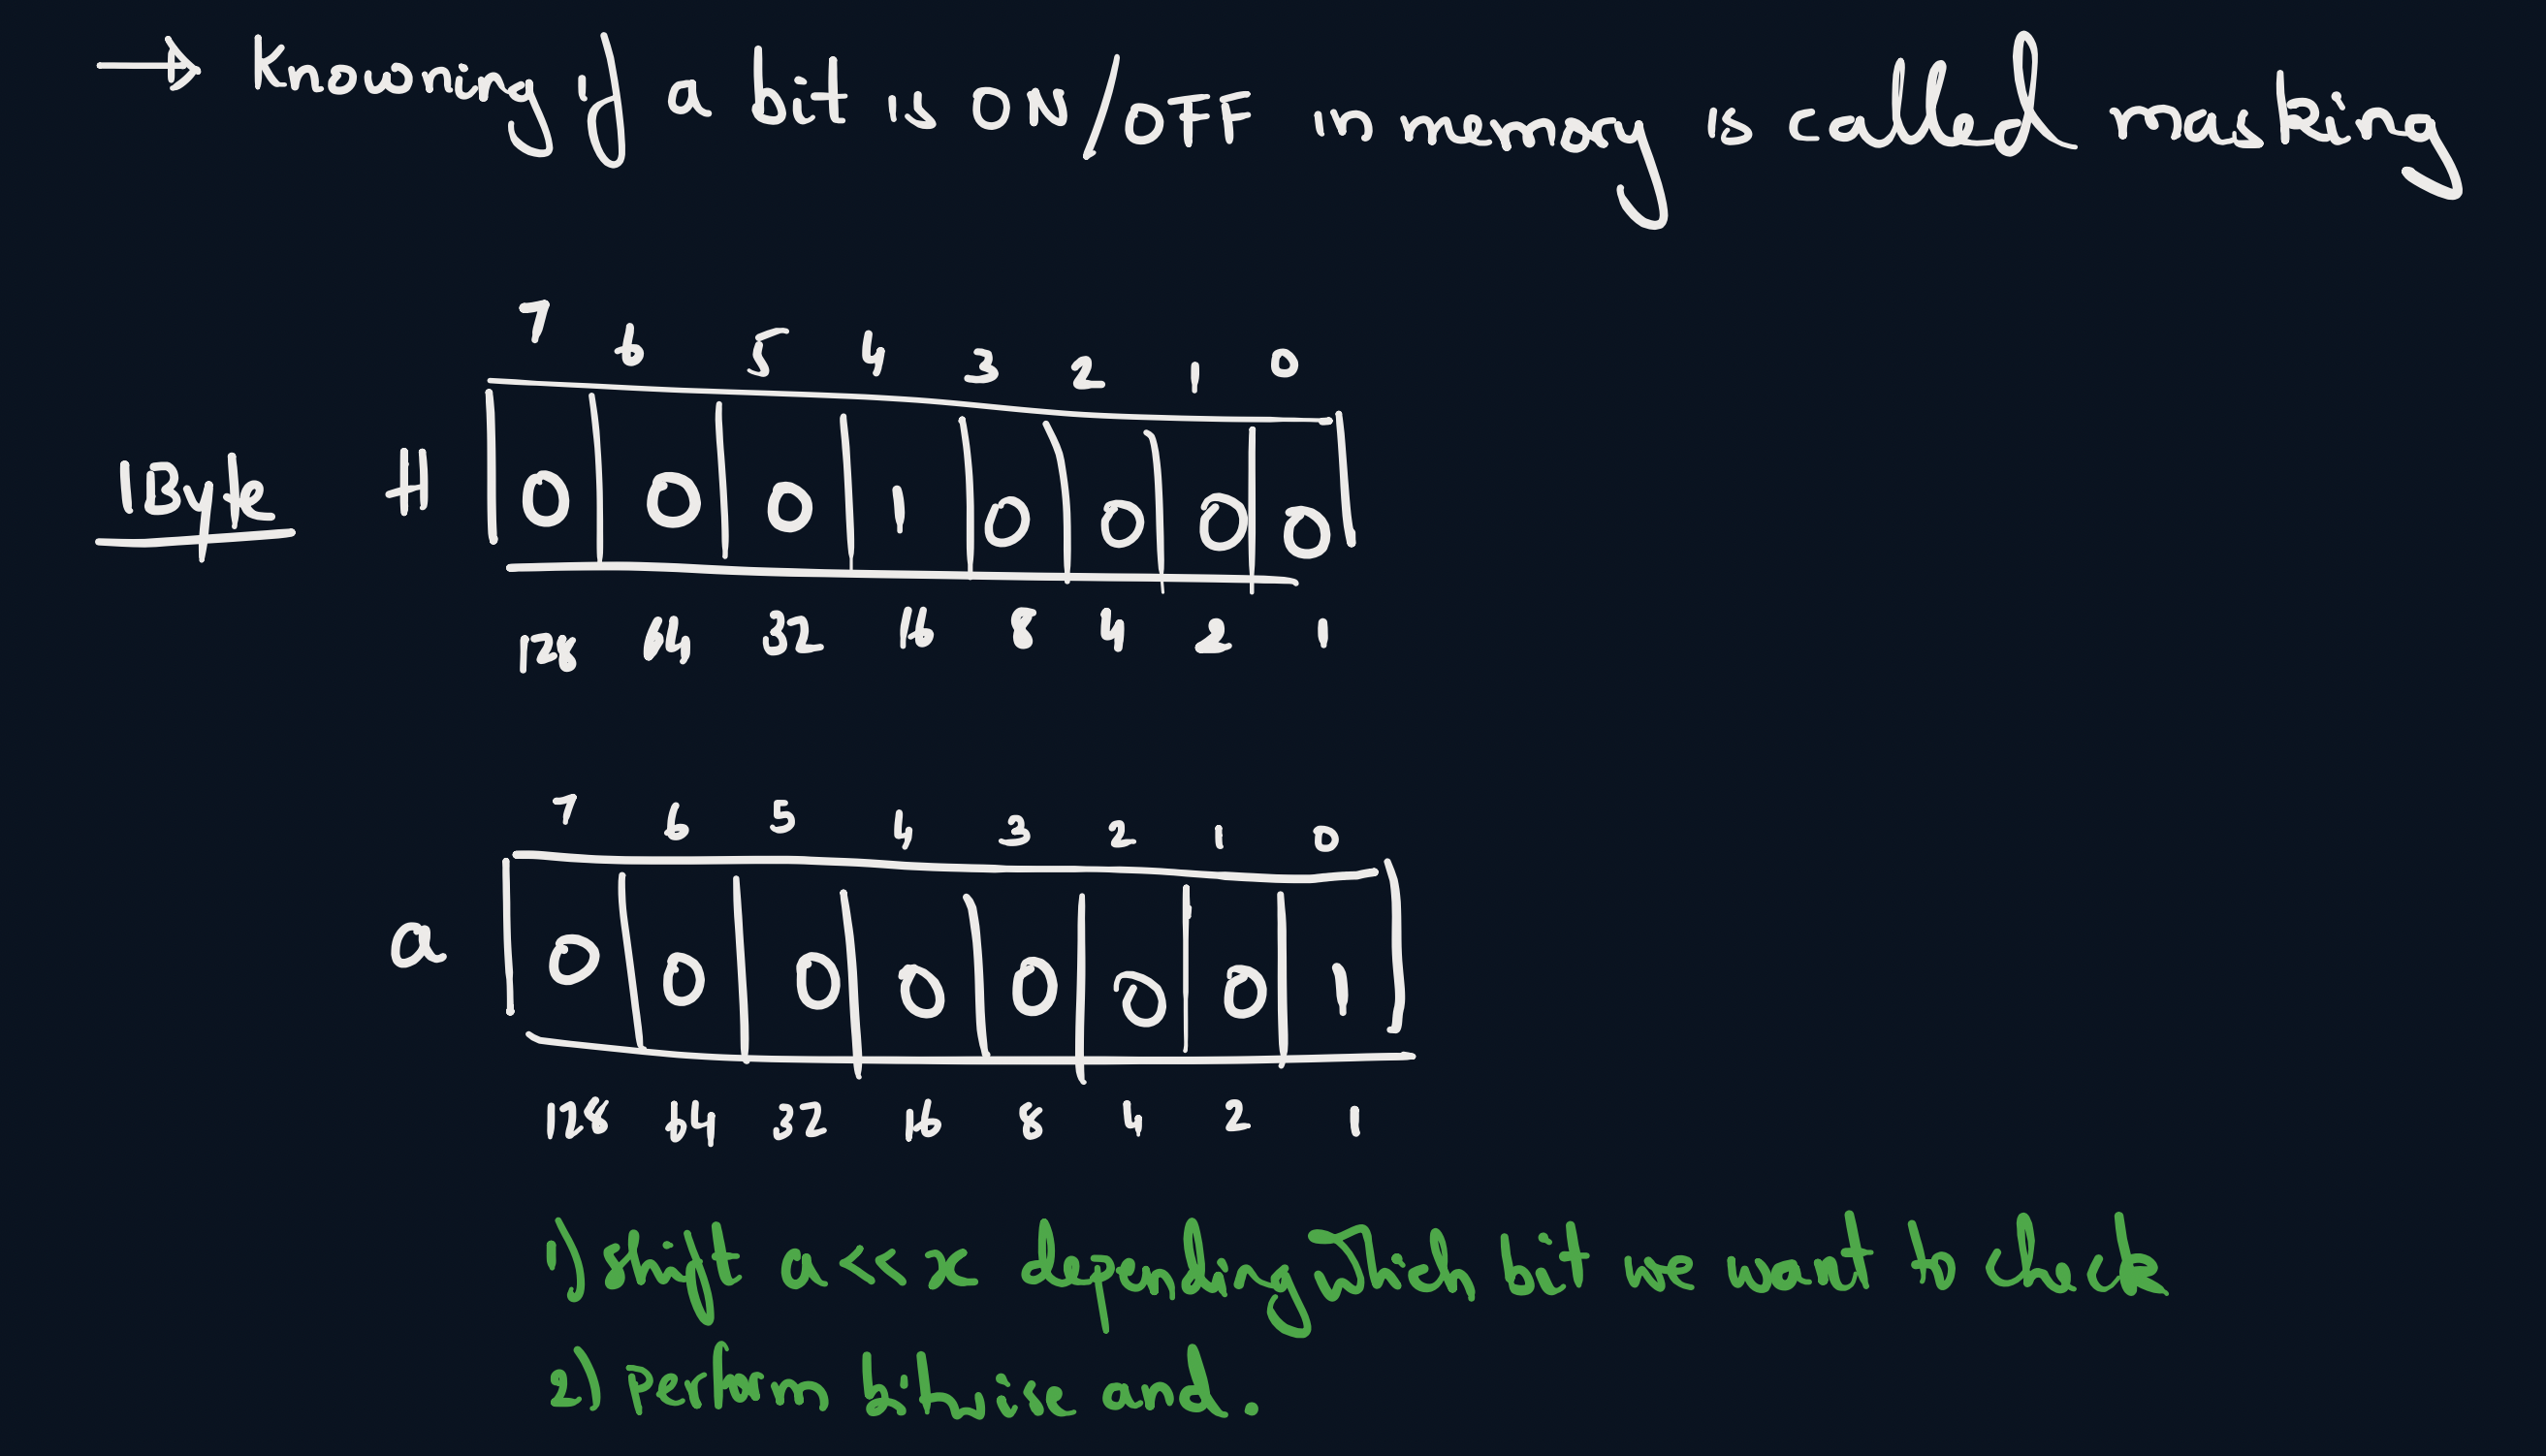 → Knowning if a bit is ON/OFF in memory is called masking
7 6 5 4 3 2 1 0
1Byte H 0 0 0 1 0 0 0 0
128 64 32 16 8 4 2 1
7 6 5 4 3 2 1 0
a 0 0 0 0 0 0 0 1
128 64 32 16 8 4 2 1
1) shift a << x depending which bit we want to check
2) Perform bitwise and.